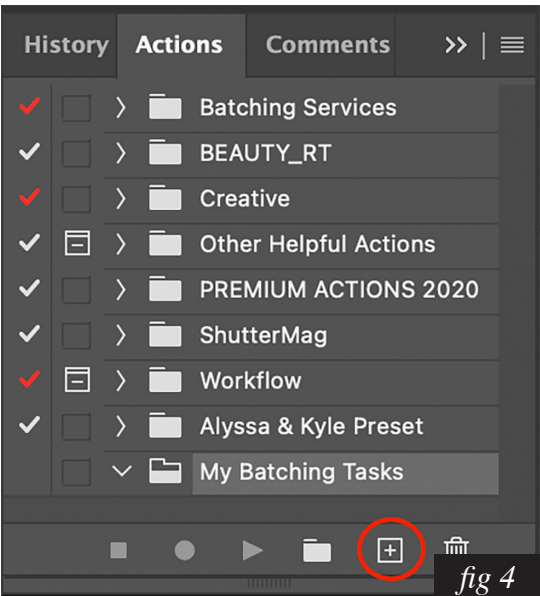 History Actions Comments
Batching Services
BEAUTY_RT
Creative
Other Helpful Actions
PREMIUM ACTIONS 2020
ShutterMag
Workflow
Alyssa & Kyle Preset
My Batching Tasks
fig 4